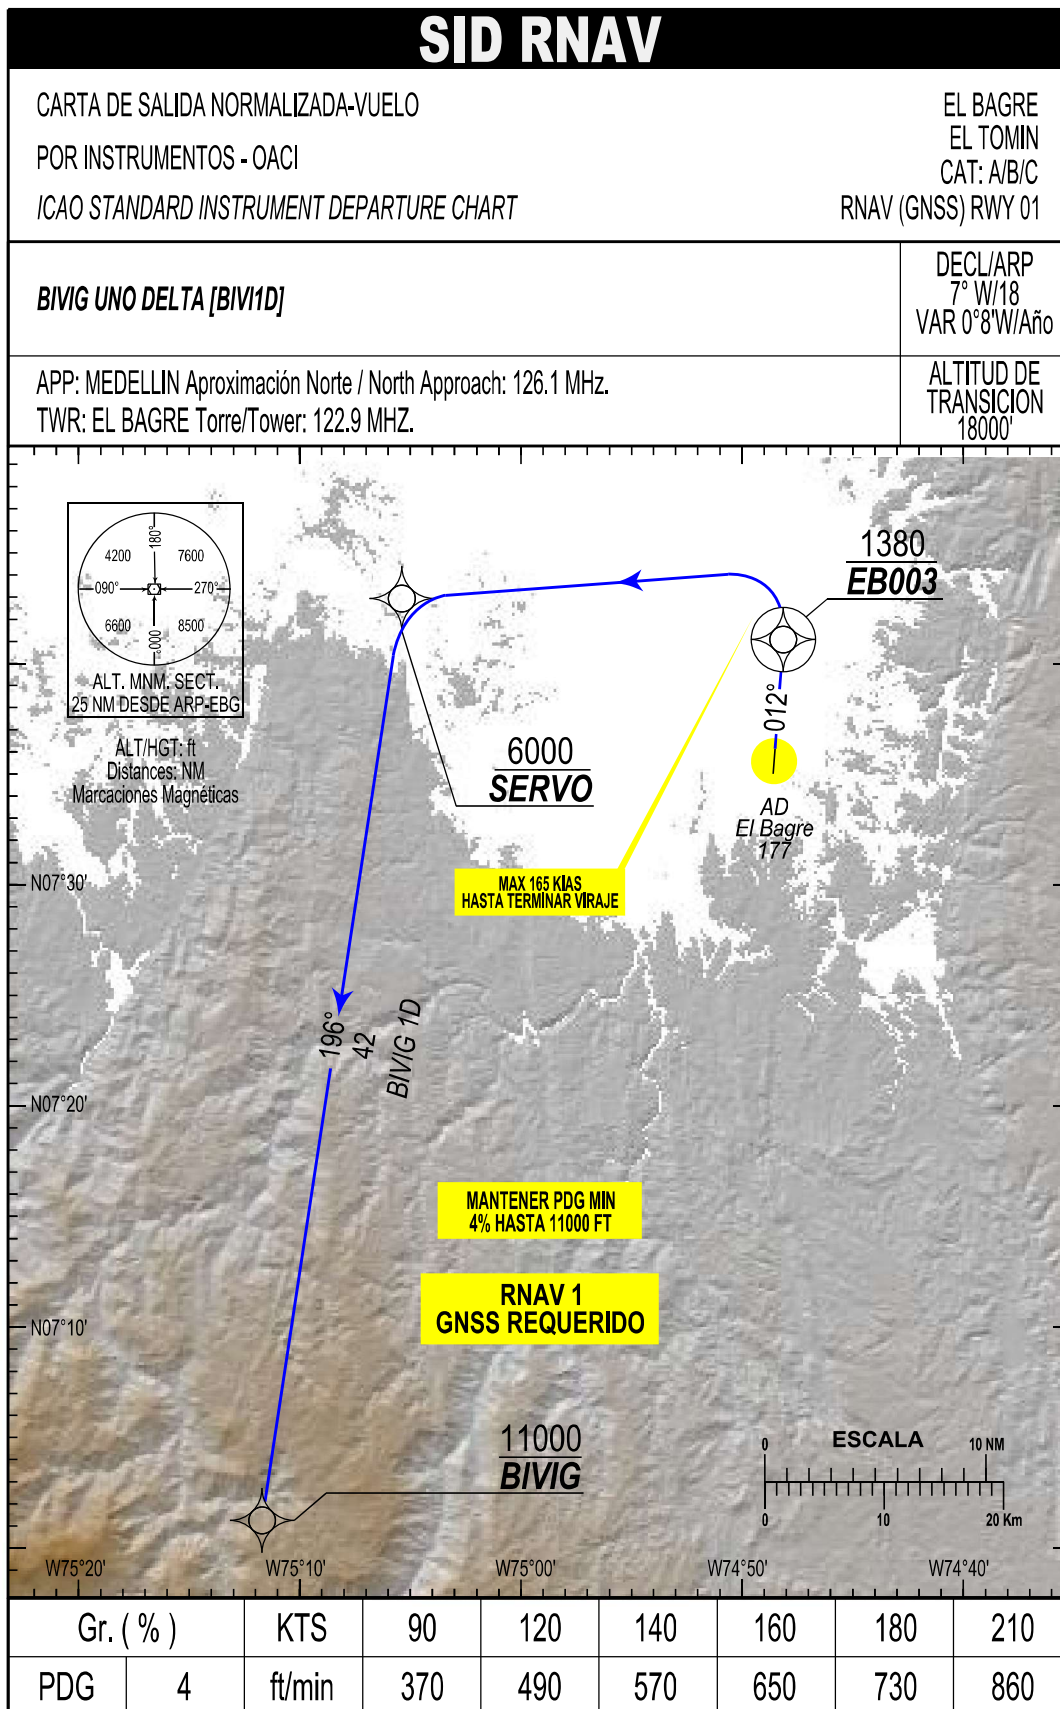 SID RNAV
CARTA DE SALIDA NORMALIZADA-VUELO
POR INSTRUMENTOS - OACI
ICAO STANDARD INSTRUMENT DEPARTURE CHART
EL BAGRE
EL TOMIN
CAT: A/B/C
RNAV (GNSS) RWY 01
BIVIG UNO DELTA [BIVI1D]
DECL/ARP
7° W/18
VAR 0°8'W/Año
APP: MEDELLIN Aproximación Norte / North Approach: 126.1 MHz.
TWR: EL BAGRE Torre/Tower: 122.9 MHZ.
ALTITUD DE
TRANSICION
18000'
180°
4200 7600
090° 270°
6600 8500
000°
ALT. MNM. SECT.
25 NM DESDE ARP-EBG
ALT/HGT: ft
Distances: NM
Marcaciones Magnéticas
1380
EB003
012°
6000
SERVO
AD
El Bagre
177
MAX 165 KIAS
HASTA TERMINAR VIRAJE
N07°30'
196°
42
BIVIG 1D
N07°20'
MANTENER PDG MIN
4% HASTA 11000 FT
RNAV 1
GNSS REQUERIDO
N07°10'
11000
BIVIG
0 ESCALA 10 NM
0 10 20 Km
W75°20' W75°10' W75°00' W74°50' W74°40'
Gr. ( % ) KTS 90 120 140 160 180 210
PDG 4 ft/min 370 490 570 650 730 860